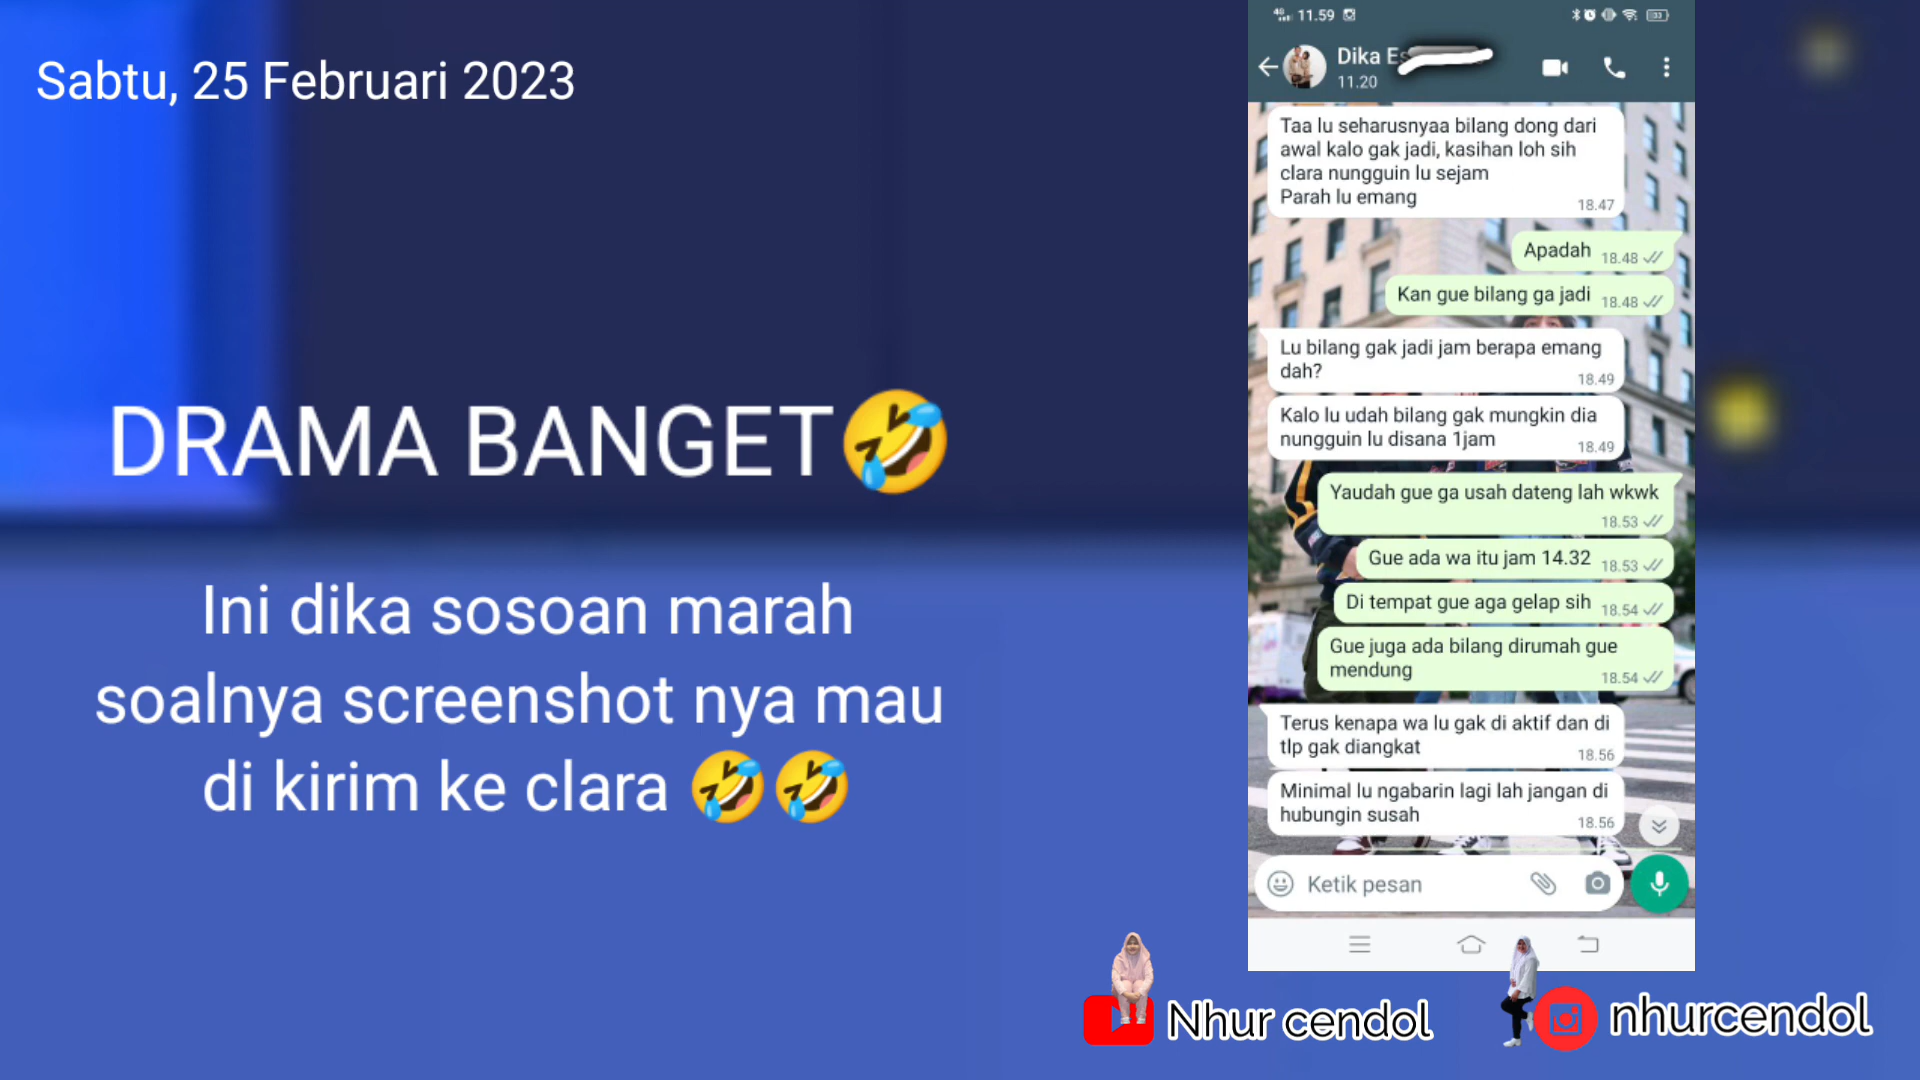 Sabtu, 25 Februari 2023
DRAMA BANGET🤣
Ini dika sosoan marah
soalnya screenshot nya mau
di kirim ke clara 🤣🤣
4G 11.59
33
Dika Es
11.20
Taa lu seharusnyaa bilang dong dari
awal kalo gak jadi, kasihan loh sih
clara nungguin lu sejam
Parah lu emang
18.47
Apadah 18.48
Kan gue bilang ga jadi 18.48
Lu bilang gak jadi jam berapa emang
dah?
18.49
Kalo lu udah bilang gak mungkin dia
nungguin lu disana 1jam
18.49
Yaudah gue ga usah dateng lah wkwk
18.53
Gue ada wa itu jam 14.32 18.53
Di tempat gue aga gelap sih 18.54
Gue juga ada bilang dirumah gue
mendung
18.54
Terus kenapa wa lu gak di aktif dan di
tlp gak diangkat
18.56
Minimal lu ngabarin lagi lah jangan di
hubungin susah
18.56
Ketik pesan
Nhur cendol
nhurcendol